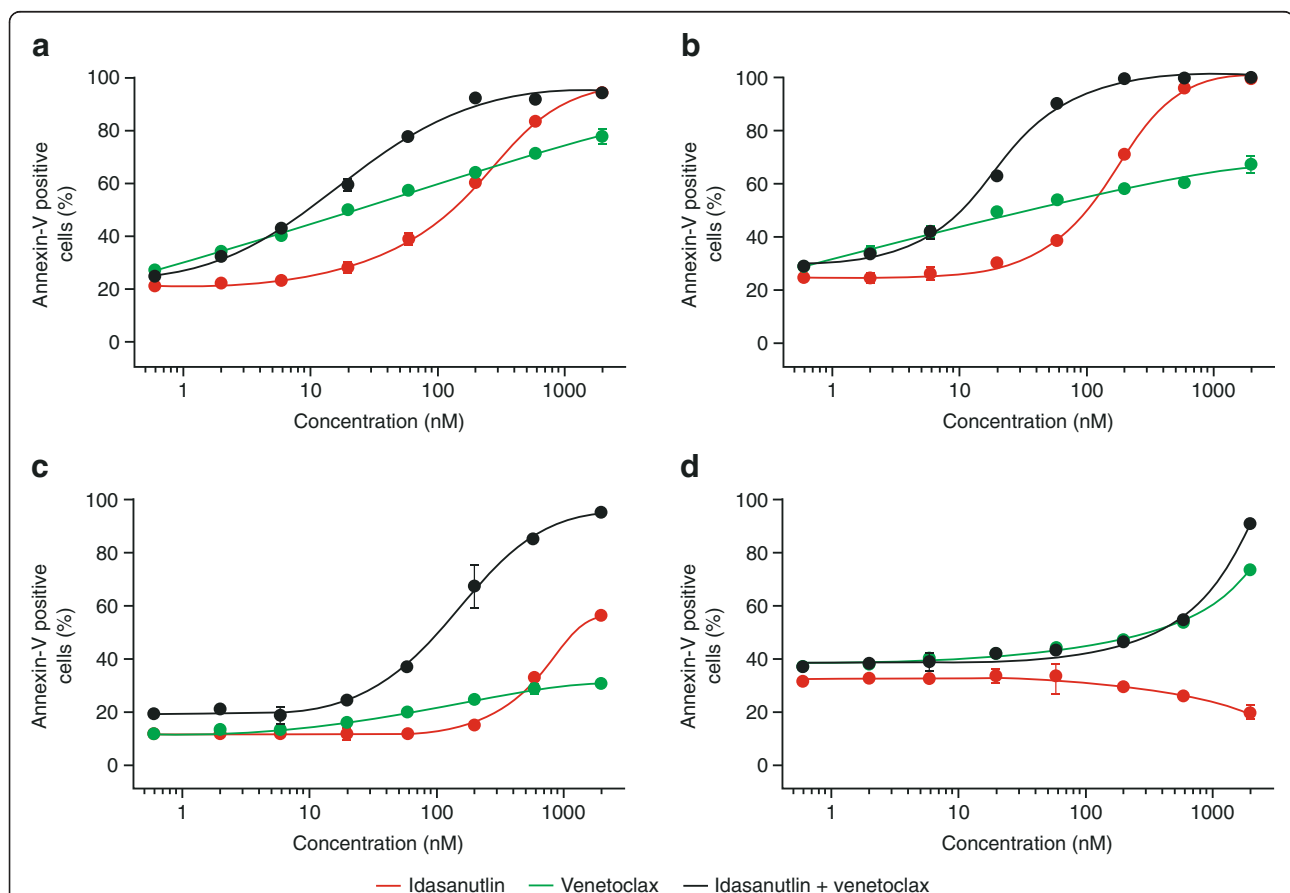 a
Annexin-V positive
cells (%)
100
80
60
40
20
0
1 10 100 1000
Concentration (nM)
b
Annexin-V positive
cells (%)
100
80
60
40
20
0
1 10 100 1000
Concentration (nM)
c
Annexin-V positive
cells (%)
100
80
60
40
20
0
1 10 100 1000
Concentration (nM)
d
Annexin-V positive
cells (%)
100
80
60
40
20
0
1 10 100 1000
Concentration (nM)
Idasanutlin Venetoclax Idasanutlin + venetoclax